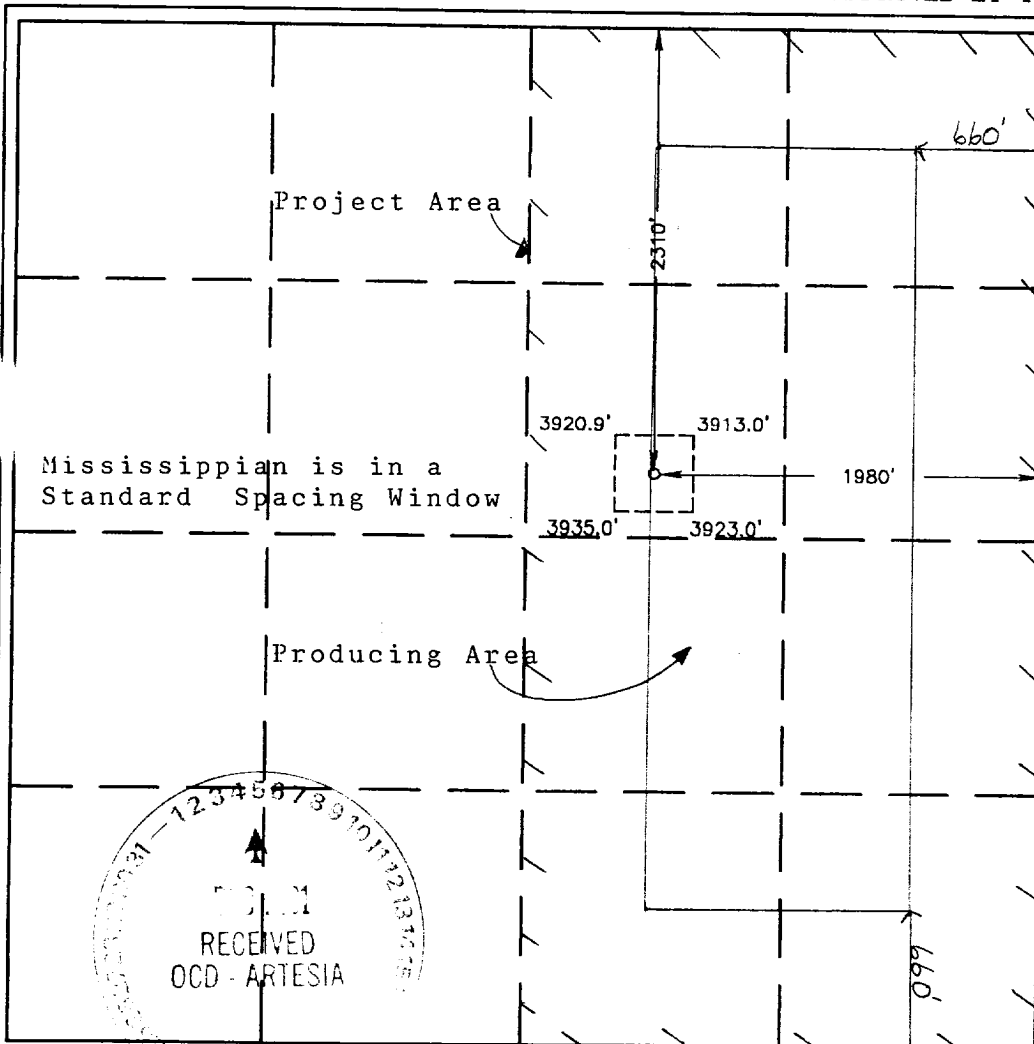 660'
Project Area
2310'
3920.9' 3913.0'
Mississippian is in a
Standard Spacing Window
1980'
3935.0' 3923.0'
Producing Area
RECEIVED
OCD - ARTESIA
660'